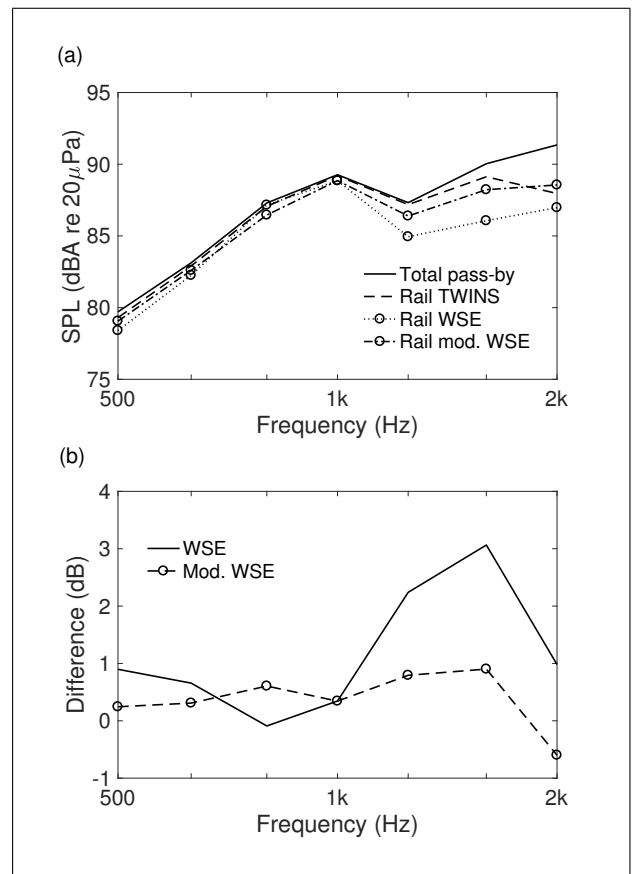 (a)
95
90
85
80
75
SPL (dBA re 20μPa)
Total pass-by
Rail TWINS
Rail WSE
Rail mod. WSE
500
1k
2k
Frequency (Hz)
(b)
4
3
2
1
0
-1
Difference (dB)
WSE
Mod. WSE
500
1k
2k
Frequency (Hz)